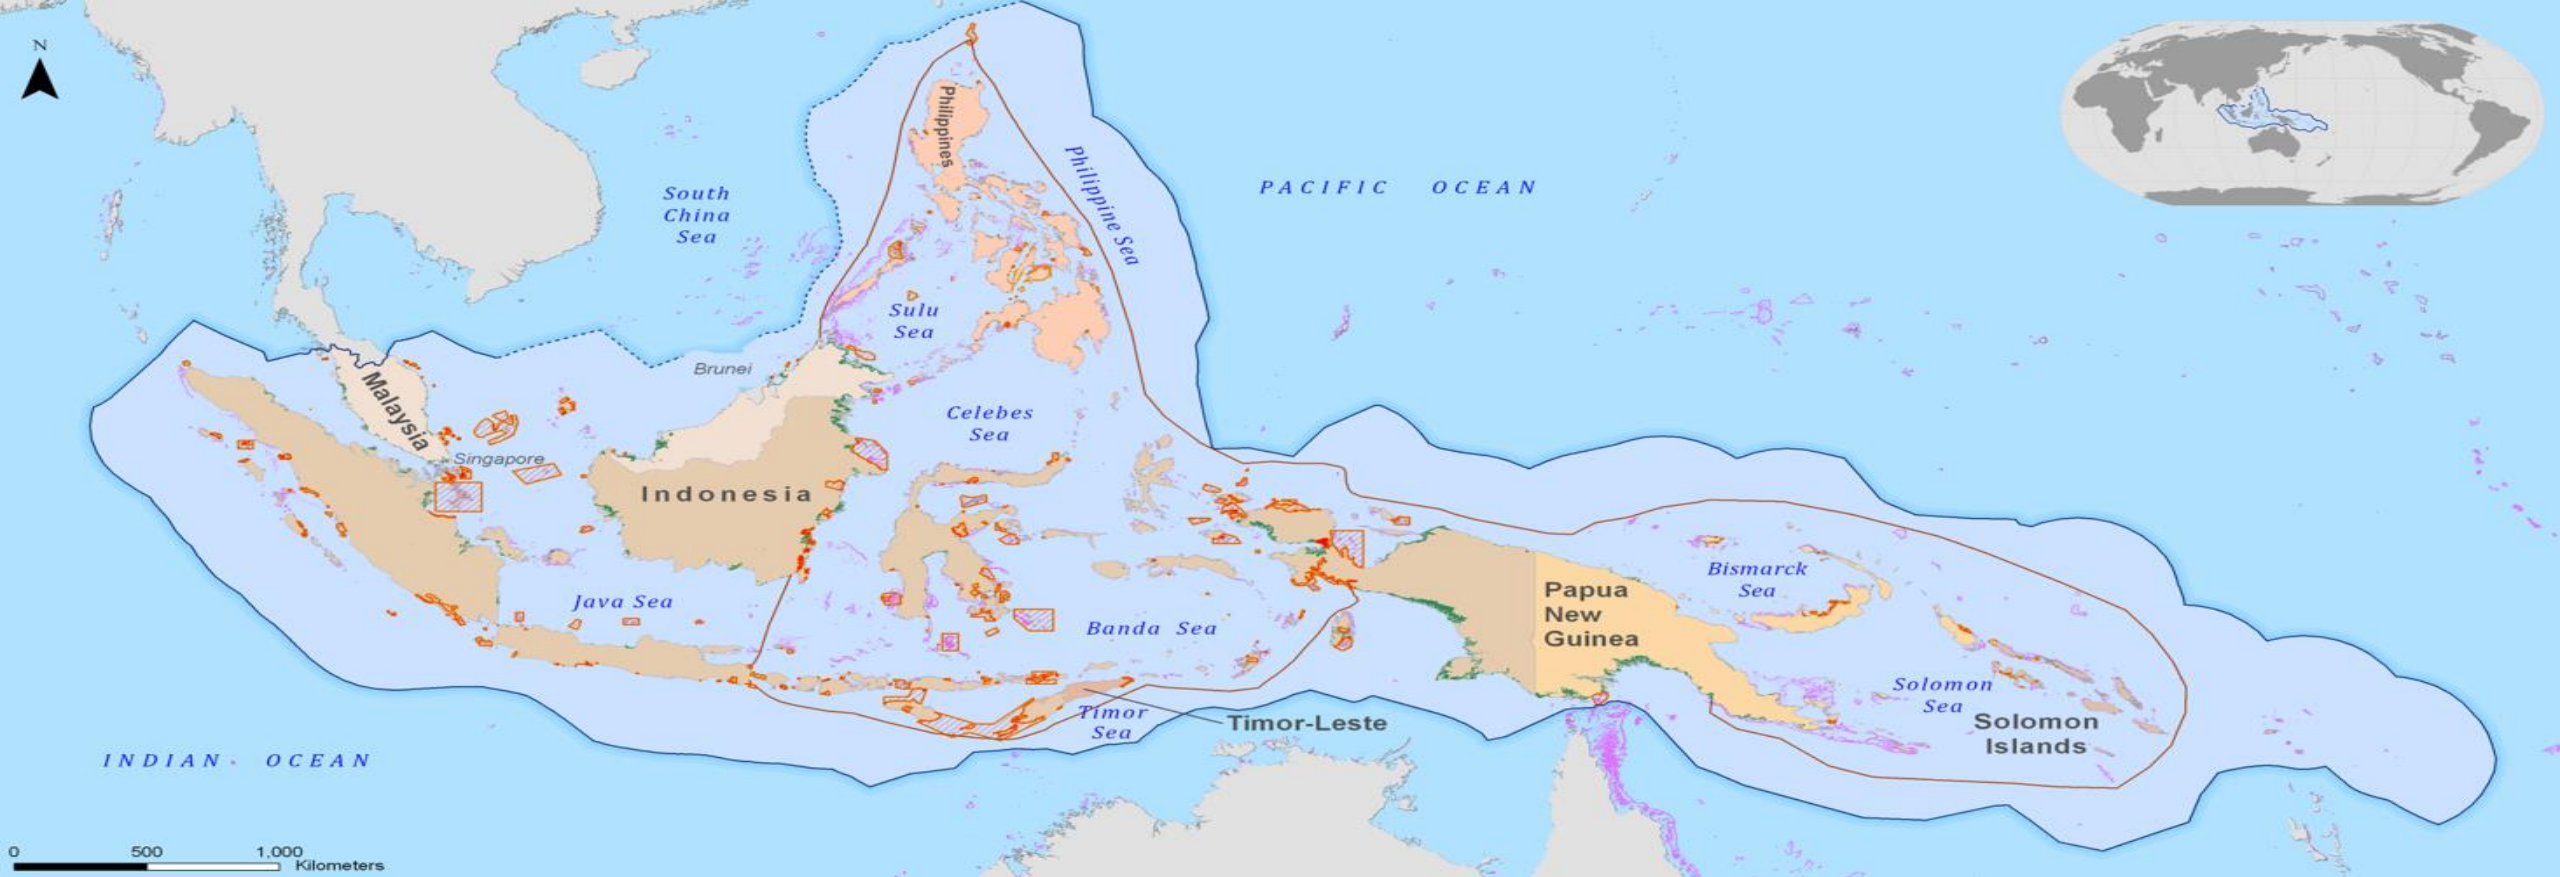 N
Philippines
Philippine Sea
South
China
Sea
PACIFIC OCEAN
Sulu
Sea
Brunei
Malaysia
Celebes
Sea
Singapore
Indonesia
Java Sea
Banda Sea
Papua
New
Guinea
Bismarck
Sea
Solomon
Sea
Solomon
Islands
Timor
Sea
Timor-Leste
INDIAN OCEAN
0 500 1,000
Kilometers